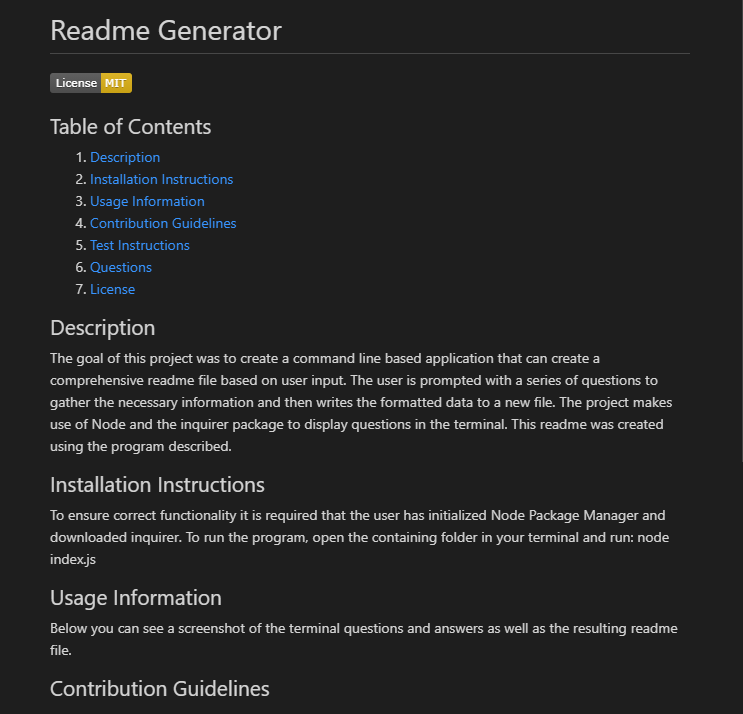 Readme Generator
License MIT
Table of Contents
1. Description
2. Installation Instructions
3. Usage Information
4. Contribution Guidelines
5. Test Instructions
6. Questions
7. License
Description
The goal of this project was to create a command line based application that can create a
comprehensive readme file based on user input. The user is prompted with a series of questions to
gather the necessary information and then writes the formatted data to a new file. The project makes
use of Node and the inquirer package to display questions in the terminal. This readme was created
using the program described.
Installation Instructions
To ensure correct functionality it is required that the user has initialized Node Package Manager and
downloaded inquirer. To run the program, open the containing folder in your terminal and run: node
index.js
Usage Information
Below you can see a screenshot of the terminal questions and answers as well as the resulting readme
file.
Contribution Guidelines